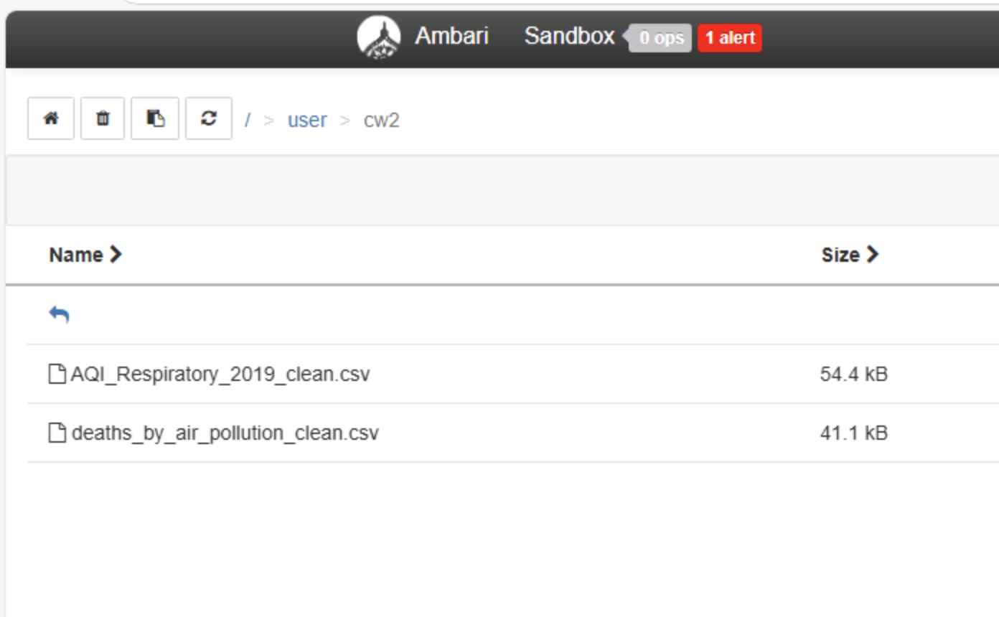 Ambari Sandbox 0 ops 1 alert
/ > user > cw2
Name Size
AQI_Respiratory_2019_clean.csv 54.4 kB
deaths_by_air_pollution_clean.csv 41.1 kB